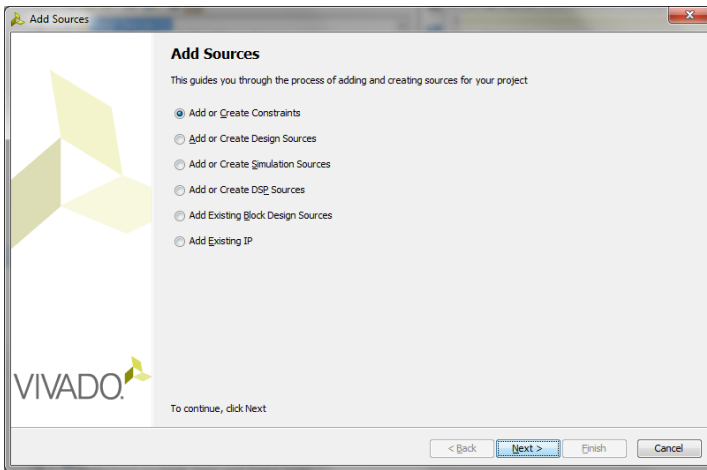 Add Sources
Add Sources
This guides you through the process of adding and creating sources for your project
Add or Create Constraints
Add or Create Design Sources
Add or Create Simulation Sources
Add or Create DSP Sources
Add Existing Block Design Sources
Add Existing IP
VIVADO.
To continue, click Next
< Back
Next >
Finish
Cancel